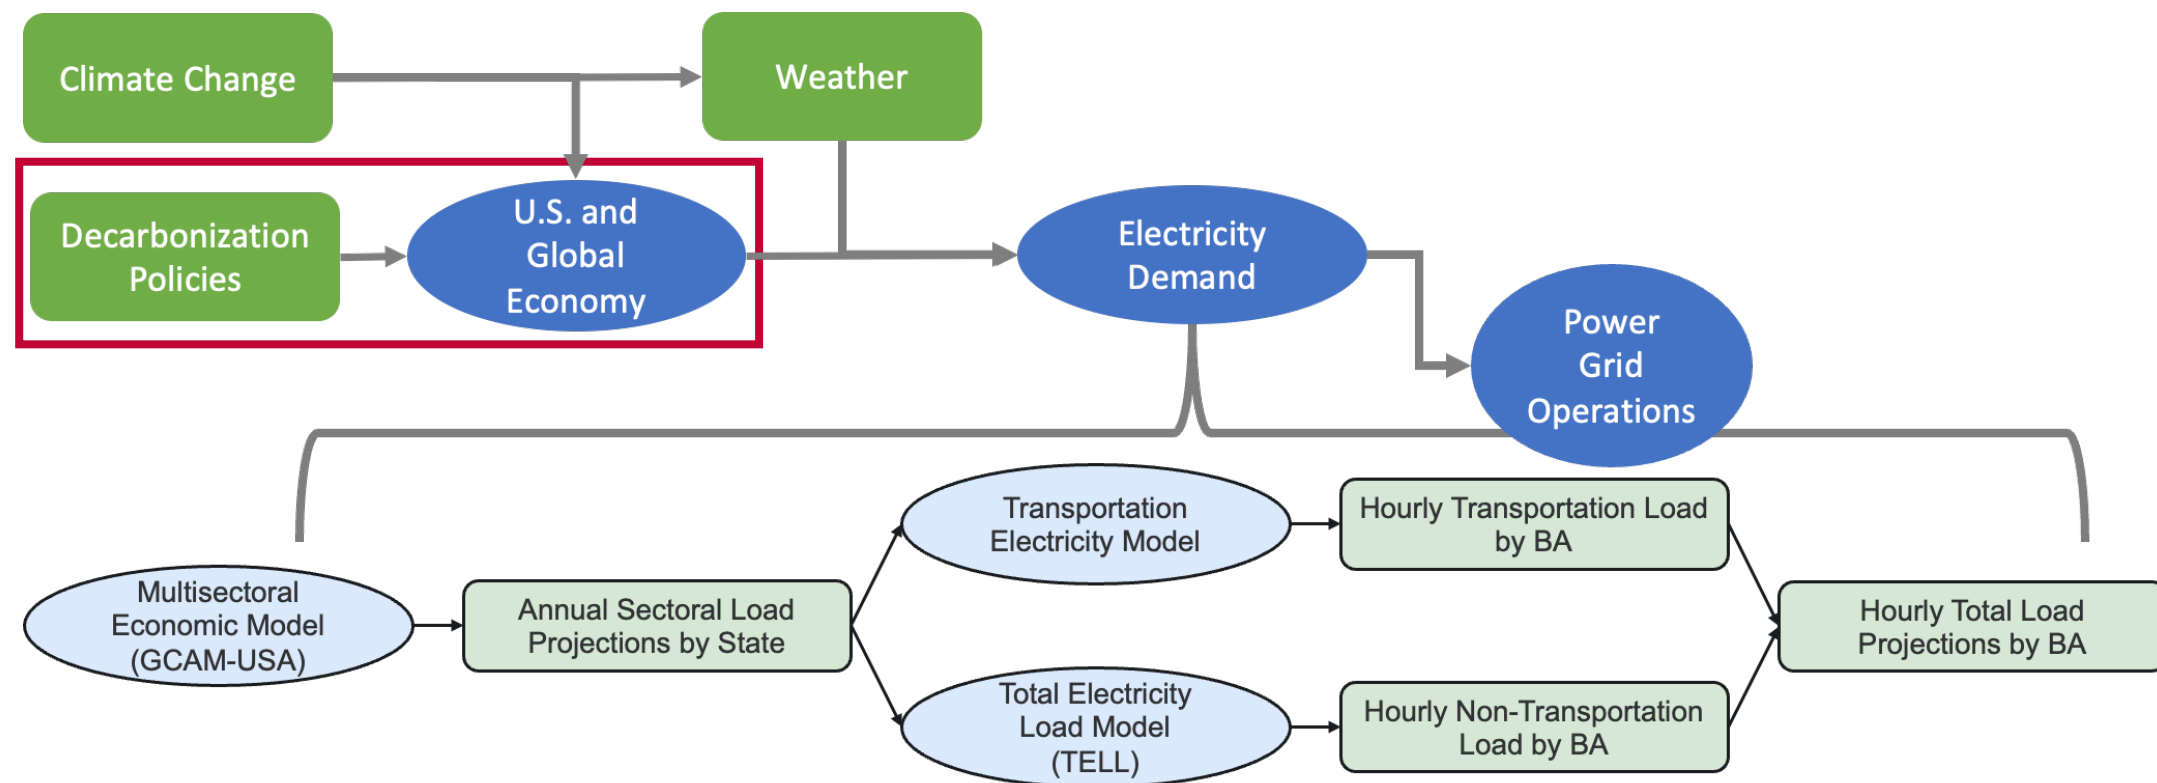 Climate Change
Weather
Decarbonization
Policies
U.S. and
Global
Economy
Electricity
Demand
Power
Grid
Operations
Multisectoral
Economic Model
(GCAM-USA)
Annual Sectoral Load
Projections by State
Transportation
Electricity Model
Hourly Transportation Load
by BA
Total Electricity
Load Model
(TELL)
Hourly Non-Transportation
Load by BA
Hourly Total Load
Projections by BA